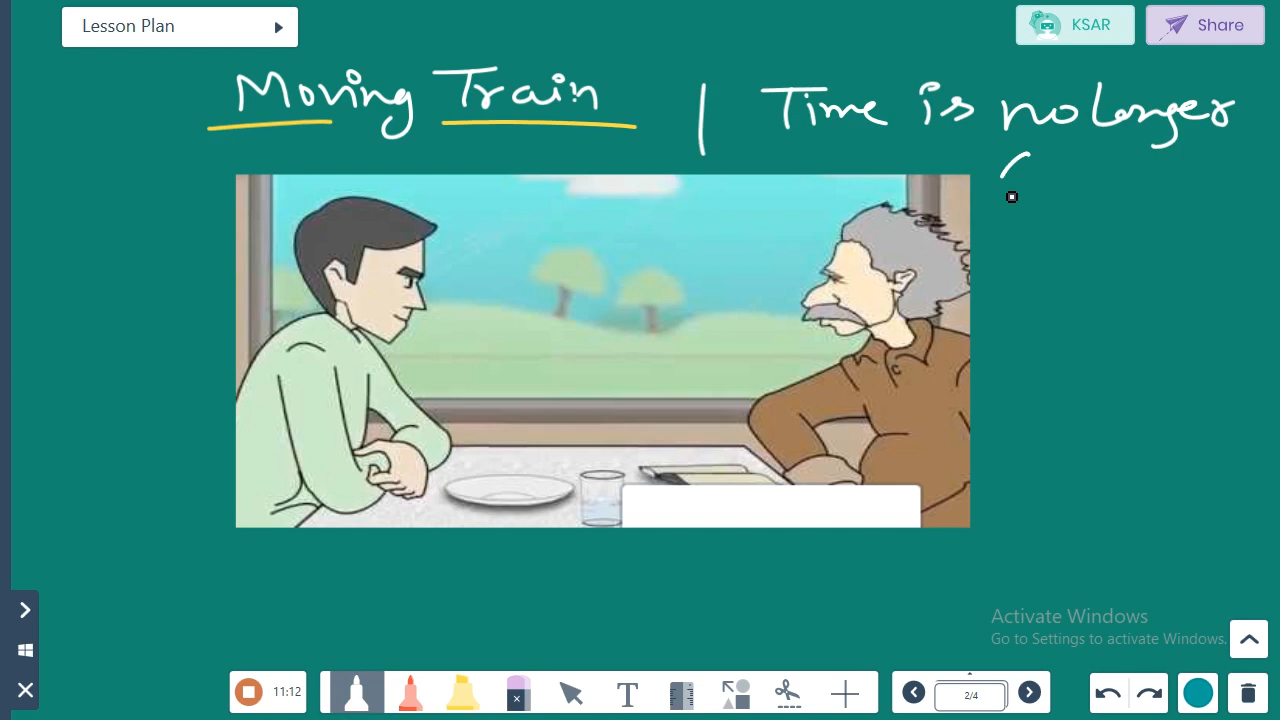 Lesson Plan
KSAR
Share
Moving Train | Time is no longer
Activate Windows
Go to Settings to activate Windows.
11:12
T
2/4